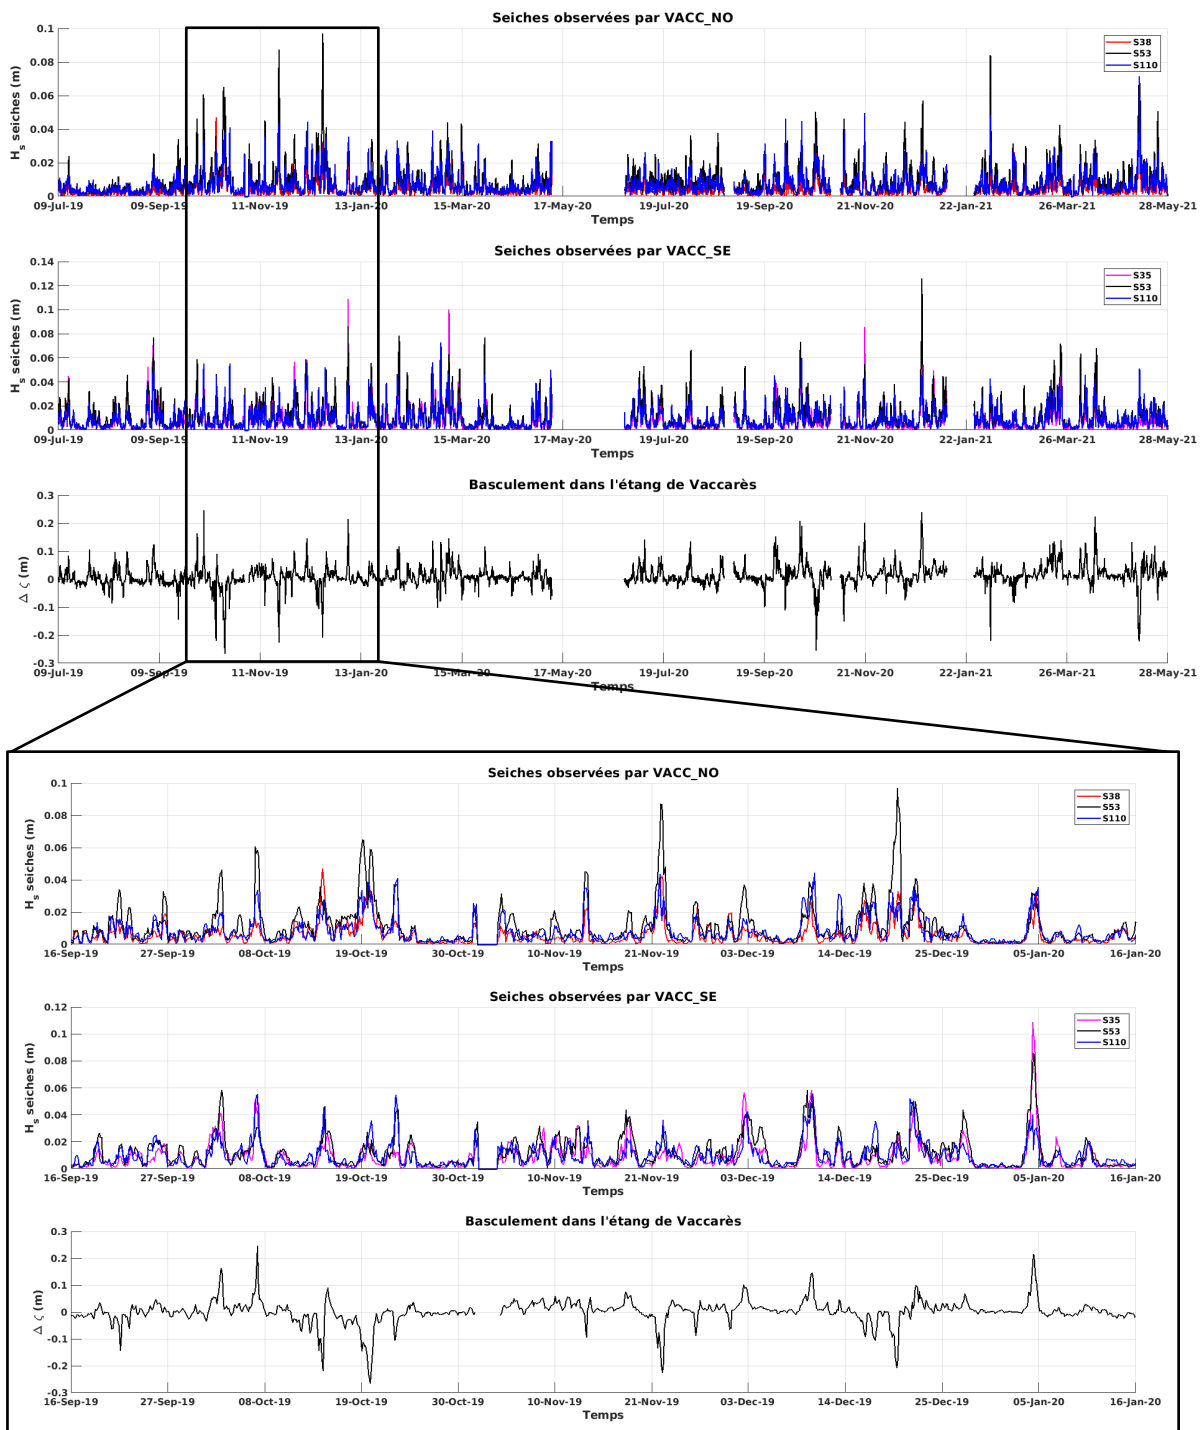 Seiches observées par VACC_NO
H_s seiches (m)
0.1
0.08
0.06
0.04
0.02
0
S38
S53
S110
09-Jul-19 09-Sep-19 11-Nov-19 13-Jan-20 15-Mar-20 17-May-20 19-Jul-20 19-Sep-20 21-Nov-20 22-Jan-21 26-Mar-21 28-May-21
Temps
Seiches observées par VACC_SE
H_s seiches (m)
0.14
0.12
0.1
0.08
0.06
0.04
0.02
0
S35
S53
S110
09-Jul-19 09-Sep-19 11-Nov-19 13-Jan-20 15-Mar-20 17-May-20 19-Jul-20 19-Sep-20 21-Nov-20 22-Jan-21 26-Mar-21 28-May-21
Temps
Basculement dans l'étang de Vaccarès
Δ ζ (m)
0.3
0.2
0.1
0
-0.1
-0.2
-0.3
09-Jul-19 09-Sep-19 11-Nov-19 13-Jan-20 15-Mar-20 17-May-20 19-Jul-20 19-Sep-20 21-Nov-20 22-Jan-21 26-Mar-21 28-May-21
Temps
Seiches observées par VACC_NO
H_s seiches (m)
0.1
0.08
0.06
0.04
0.02
0
S38
S53
S110
16-Sep-19 27-Sep-19 08-Oct-19 19-Oct-19 30-Oct-19 10-Nov-19 21-Nov-19 03-Dec-19 14-Dec-19 25-Dec-19 05-Jan-20 16-Jan-20
Temps
Seiches observées par VACC_SE
H_s seiches (m)
0.12
0.1
0.08
0.06
0.04
0.02
0
S35
S53
S110
16-Sep-19 27-Sep-19 08-Oct-19 19-Oct-19 30-Oct-19 10-Nov-19 21-Nov-19 03-Dec-19 14-Dec-19 25-Dec-19 05-Jan-20 16-Jan-20
Temps
Basculement dans l'étang de Vaccarès
Δ ζ (m)
0.3
0.2
0.1
0
-0.1
-0.2
-0.3
16-Sep-19 27-Sep-19 08-Oct-19 19-Oct-19 30-Oct-19 10-Nov-19 21-Nov-19 03-Dec-19 14-Dec-19 25-Dec-19 05-Jan-20 16-Jan-20
Temps